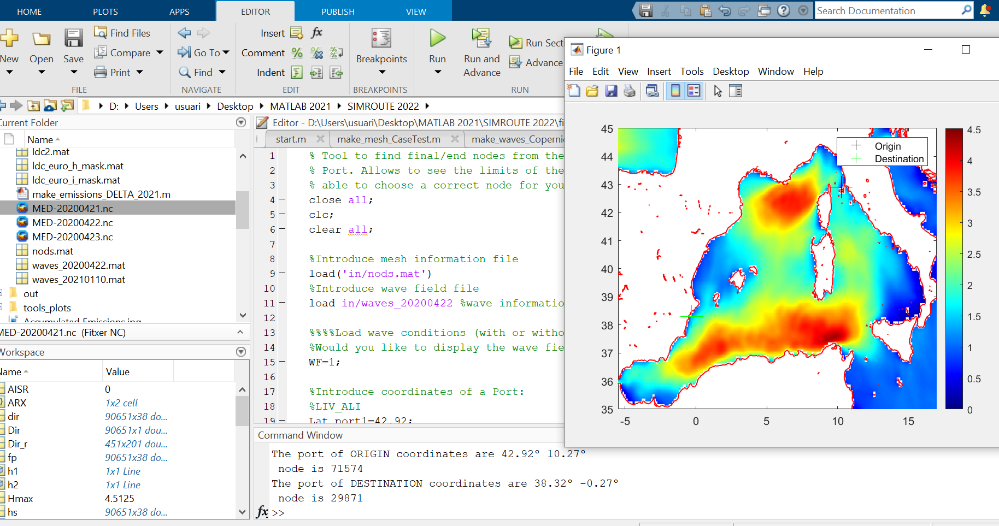 HOME PLOTS APPS EDITOR PUBLISH VIEW Search Documentation
New Open Save Find Files Compare Print
FILE
Go To Find
NAVIGATE
Insert fx
Comment
Indent
EDIT
Breakpoints
BREAKPOINTS
Run Run and Advance Advance
RUN
D: Users usuari Desktop MATLAB 2021 SIMROUTE 2022
Current Folder
Name
ldc2.mat
ldc_euro_h_mask.mat
ldc_euro_i_mask.mat
make_emissions_DELTA_2021.m
MED-20200421.nc
MED-20200422.nc
MED-20200423.nc
nods.mat
waves_20200422.mat
waves_20210110.mat
out
tools_plots
Accumulated Emissions.jpg
MED-20200421.nc (Fitxer NC)
Workspace
Name Value
AISR 0
ARX 1x2 cell
dir 90651x38 do...
Dir 90651x1 dou...
Dir_r 451x201 dou...
fp 90651x38 do...
h1 1x1 Line
h2 1x1 Line
Hmax 4.5125
hs 90651x38 do...
Editor - D:\Users\usuari\Desktop\MATLAB 2021\SIMROUTE 2022\fi
start.m make_mesh_CaseTest.m make_waves_Coperni
1 % Tool to find final/end nodes from the
2 % Port. Allows to see the limits of the
3 % able to choose a correct node for you
4 close all;
5 clc;
6 clear all;
7
8 %Introduce mesh information file
9 load('in/nods.mat')
10 %Introduce wave field file
11 load in/waves_20200422 %wave informatio
12
13 %%%%Load wave conditions (with or witho
14 %Would you like to display the wave fie
15 WF=1;
16
17 %Introduce coordinates of a Port:
18 %LIV_ALI
19 Lat_port1=42.92;
Command Window
The port of ORIGIN coordinates are 42.92° 10.27°
node is 71574
The port of DESTINATION coordinates are 38.32° -0.27°
node is 29871
fx >>
Figure 1
File Edit View Insert Tools Desktop Window Help
Origin
Destination
45
44
43
42
41
40
39
38
37
36
35
-5 0 5 10 15
4.5
4
3.5
3
2.5
2
1.5
1
0.5
0